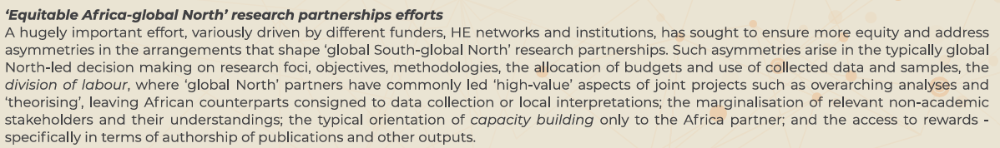 ‘Equitable Africa-global North’ research partnerships efforts
A hugely important effort, variously driven by different funders, HE networks and institutions, has sought to ensure more equity and address
asymmetries in the arrangements that shape ‘global South-global North’ research partnerships. Such asymmetries arise in the typically global
North-led decision making on research foci, objectives, methodologies, the allocation of budgets and use of collected data and samples, the
division of labour, where ‘global North’ partners have commonly led ‘high-value’ aspects of joint projects such as overarching analyses and
‘theorising’, leaving African counterparts consigned to data collection or local interpretations; the marginalisation of relevant non-academic
stakeholders and their understandings; the typical orientation of capacity building only to the Africa partner; and the access to rewards -
specifically in terms of authorship of publications and other outputs.